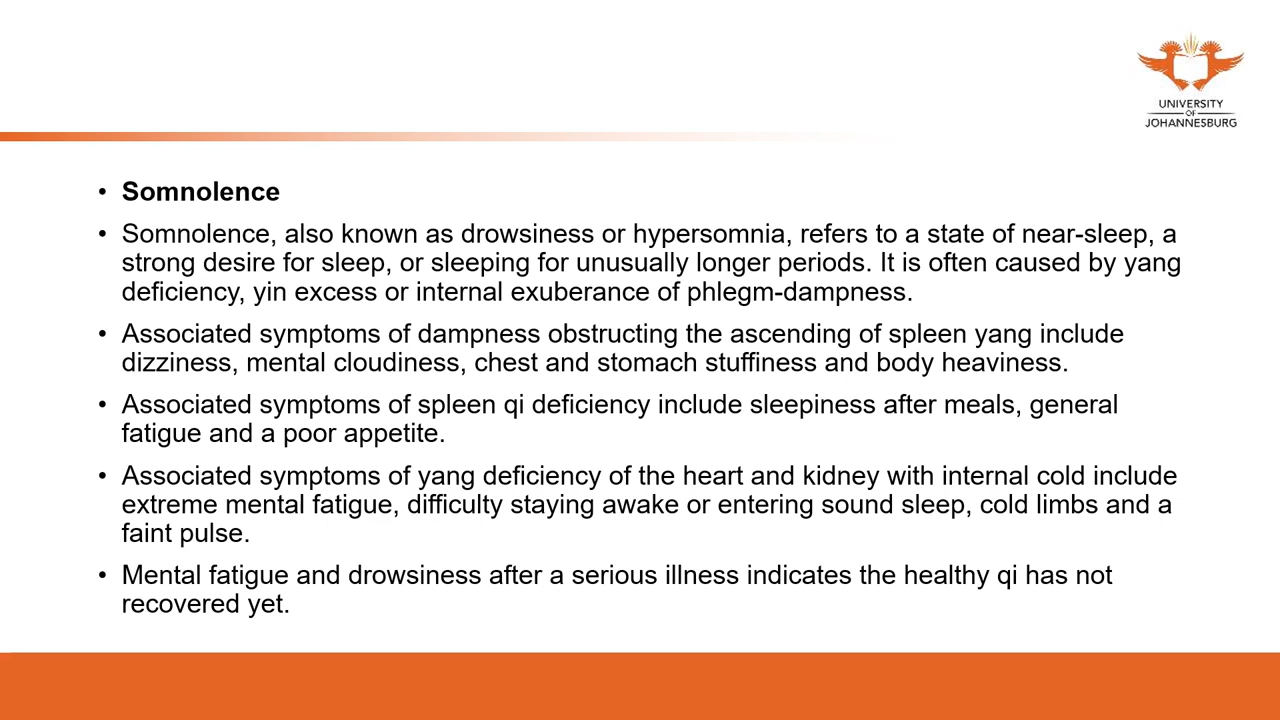 UNIVERSITY
OF
JOHANNESBURG
• Somnolence
• Somnolence, also known as drowsiness or hypersomnia, refers to a state of near-sleep, a
strong desire for sleep, or sleeping for unusually longer periods. It is often caused by yang
deficiency, yin excess or internal exuberance of phlegm-dampness.
• Associated symptoms of dampness obstructing the ascending of spleen yang include
dizziness, mental cloudiness, chest and stomach stuffiness and body heaviness.
• Associated symptoms of spleen qi deficiency include sleepiness after meals, general
fatigue and a poor appetite.
• Associated symptoms of yang deficiency of the heart and kidney with internal cold include
extreme mental fatigue, difficulty staying awake or entering sound sleep, cold limbs and a
faint pulse.
• Mental fatigue and drowsiness after a serious illness indicates the healthy qi has not
recovered yet.